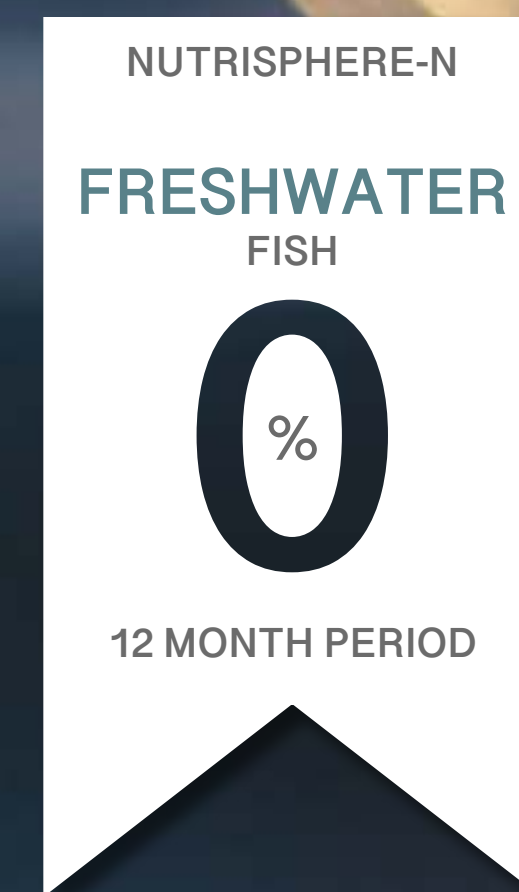 NUTRISPHERE-N
FRESHWATER
FISH
0
%
12 MONTH PERIOD